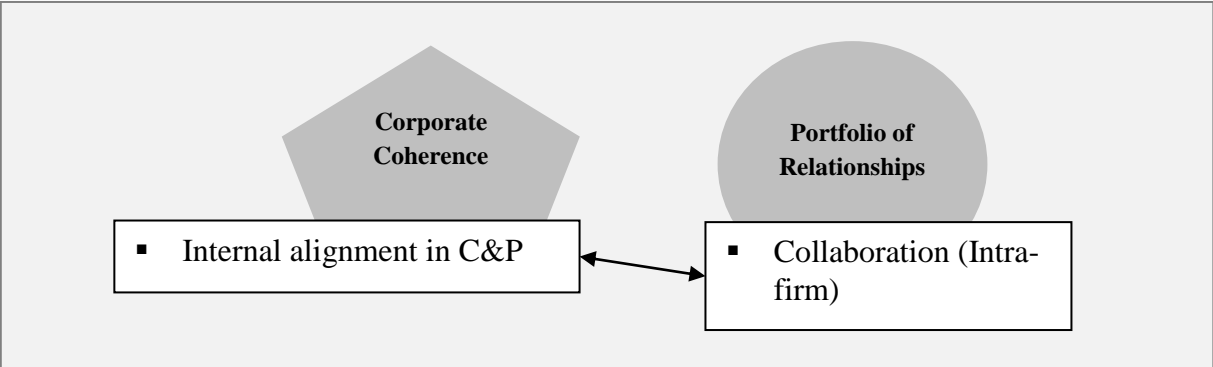 Corporate
Coherence
Portfolio of
Relationships
▪ Internal alignment in C&P
▪ Collaboration (Intra-
firm)